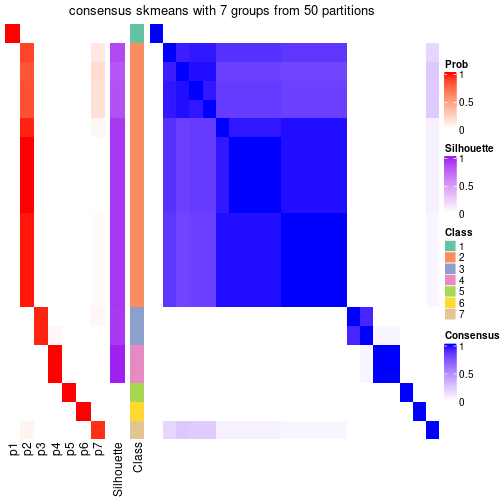 consensus skmeans with 7 groups from 50 partitions
Prob
1
0.5
0
Silhouette
1
0.5
0
Class
1
2
3
4
5
6
7
Consensus
1
0.5
0
p1
p2
p3
p4
p5
p6
p7
Silhouette
Class